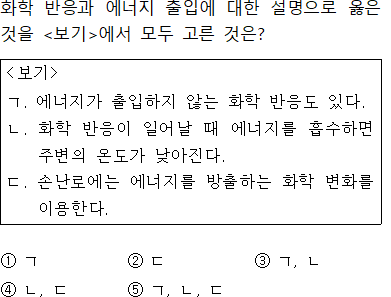 화학 반응과 에너지 출입에 대한 설명으로 옳은
것을 <보기>에서 모두 고른 것은?
<보기>
ㄱ. 에너지가 출입하지 않는 화학 반응도 있다.
ㄴ. 화학 반응이 일어날 때 에너지를 흡수하면
주변의 온도가 낮아진다.
ㄷ. 손난로에는 에너지를 방출하는 화학 변화를
이용한다.
① ㄱ ② ㄷ ③ ㄱ, ㄴ
④ ㄴ, ㄷ ⑤ ㄱ, ㄴ, ㄷ